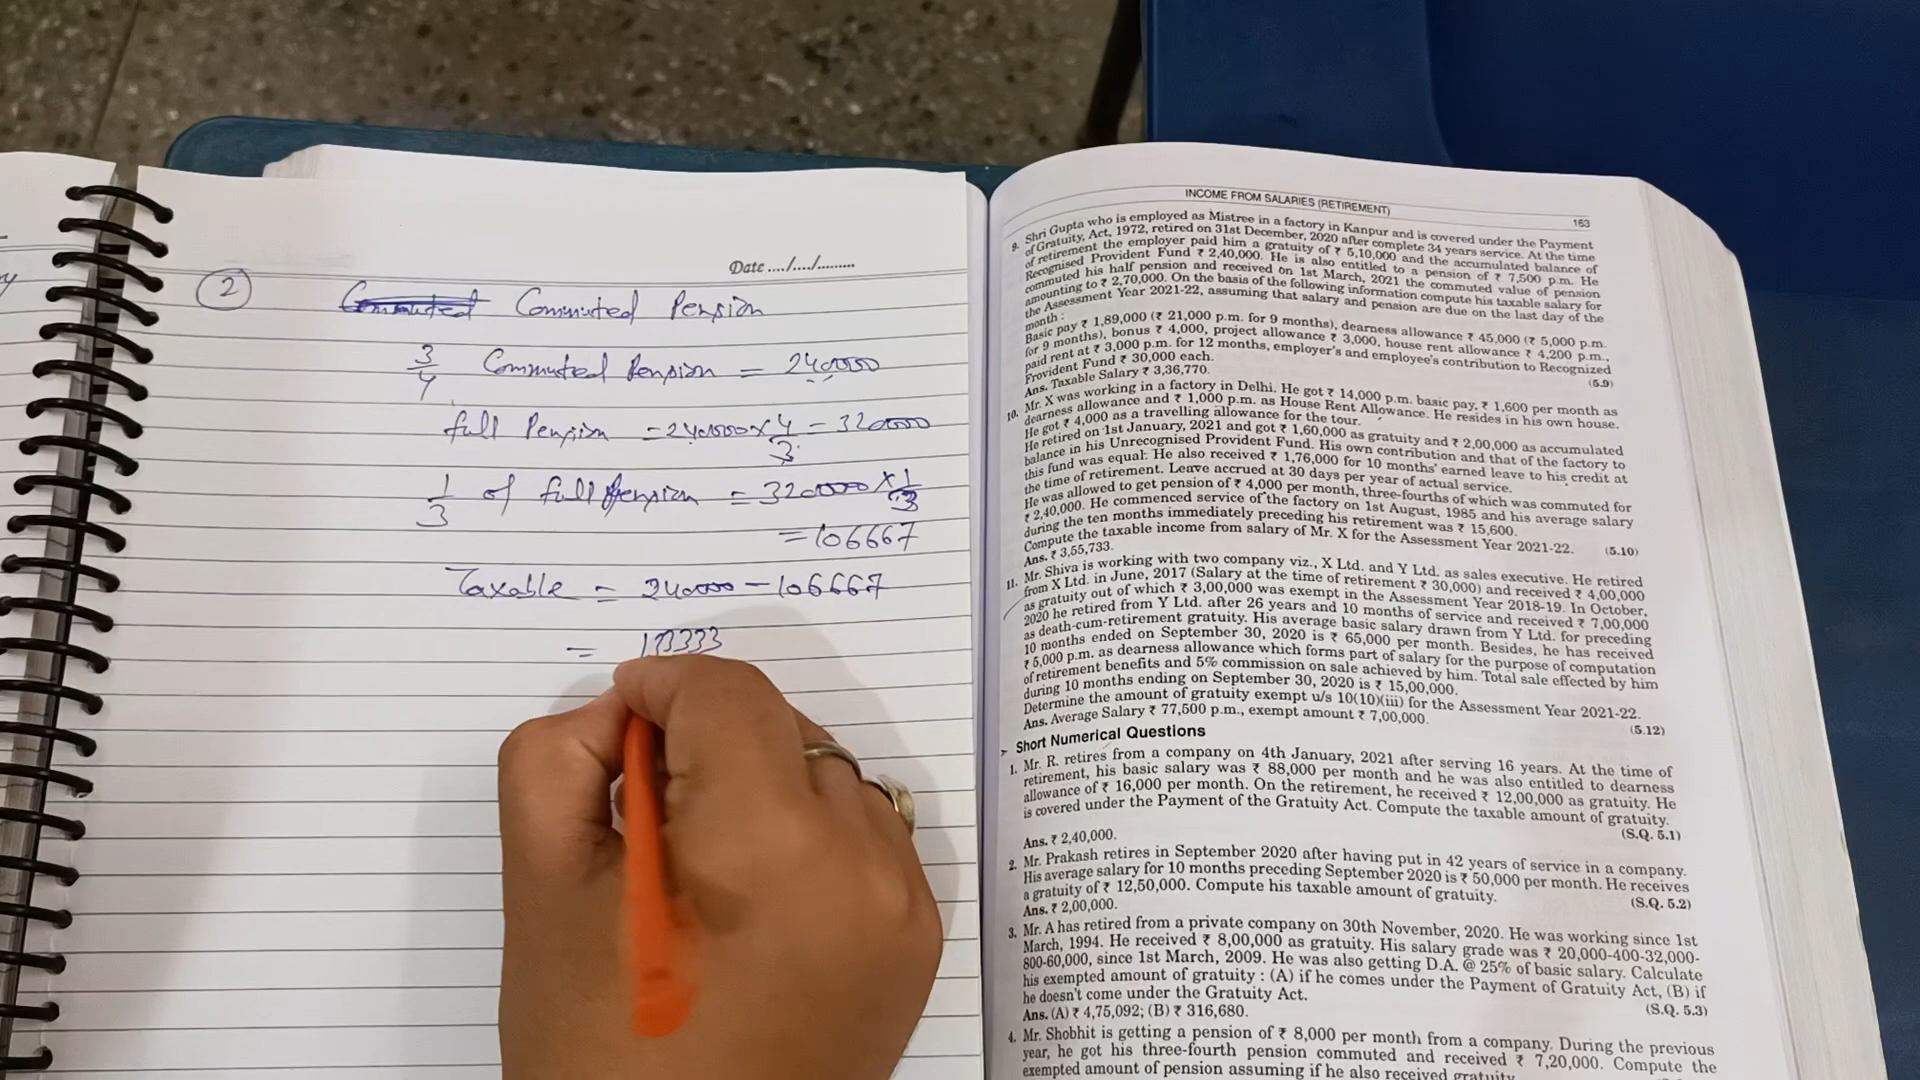 Date ..../..../.........
2
Commuted Commuted Pension
3/4 Commuted Pension = 240000
full Pension = 240000 x 4/3 = 320000
1/3 of full Pension = 320000 x 1/3
= 106667
Taxable = 240000 - 106667
= 133333
INCOME FROM SALARIES (RETIREMENT)
163
9. Shri Gupta who is employed as Mistree in a factory in Kanpur and is covered under the Payment
of Gratuity, Act, 1972, retired on 31st December, 2020 after complete 34 years service. At the time
of retirement the employer paid him a gratuity of ₹ 5,10,000 and the accumulated balance of
Recognised Provident Fund ₹ 2,40,000. He is also entitled to a pension of ₹ 7,500 p.m. He
commuted his half pension and received on 1st March, 2021 the commuted value of pension
amounting to ₹ 2,70,000. On the basis of the following information compute his taxable salary for
the Assessment Year 2021-22, assuming that salary and pension are due on the last day of the
month :
Basic pay ₹ 1,89,000 (₹ 21,000 p.m. for 9 months), dearness allowance ₹ 45,000 (₹ 5,000 p.m.
for 9 months), bonus ₹ 4,000, project allowance ₹ 3,000, house rent allowance ₹ 4,200 p.m.,
paid rent at ₹ 3,000 p.m. for 12 months, employer's and employee's contribution to Recognized
Provident Fund ₹ 30,000 each.
Ans. Taxable Salary ₹ 3,36,770. (5.9)
10. Mr. X was working in a factory in Delhi. He got ₹ 14,000 p.m. basic pay, ₹ 1,600 per month as
dearness allowance and ₹ 1,000 p.m. as House Rent Allowance. He resides in his own house.
He got ₹ 4,000 as a travelling allowance for the tour.
He retired on 1st January, 2021 and got ₹ 1,60,000 as gratuity and ₹ 2,00,000 as accumulated
balance in his Unrecognised Provident Fund. His own contribution and that of the factory to
this fund was equal. He also received ₹ 1,76,000 for 10 months' earned leave to his credit at
the time of retirement. Leave accrued at 30 days per year of actual service.
He was allowed to get pension of ₹ 4,000 per month, three-fourths of which was commuted for
₹ 2,40,000. He commenced service of the factory on 1st August, 1985 and his average salary
during the ten months immediately preceding his retirement was ₹ 15,600.
Compute the taxable income from salary of Mr. X for the Assessment Year 2021-22.
Ans. ₹ 3,55,733. (5.10)
11. Mr. Shiva is working with two company viz., X Ltd. and Y Ltd. as sales executive. He retired
from X Ltd. in June, 2017 (Salary at the time of retirement ₹ 30,000) and received ₹ 4,00,000
as gratuity out of which ₹ 3,00,000 was exempt in the Assessment Year 2018-19. In October,
2020 he retired from Y Ltd. after 26 years and 10 months of service and received ₹ 7,00,000
as death-cum-retirement gratuity. His average basic salary drawn from Y Ltd. for preceding
10 months ended on September 30, 2020 is ₹ 65,000 per month. Besides, he has received
₹ 5,000 p.m. as dearness allowance which forms part of salary for the purpose of computation
of retirement benefits and 5% commission on sale achieved by him. Total sale effected by him
during 10 months ending on September 30, 2020 is ₹ 15,00,000.
Determine the amount of gratuity exempt u/s 10(10)(iii) for the Assessment Year 2021-22.
Ans. Average Salary ₹ 77,500 p.m., exempt amount ₹ 7,00,000. (5.12)
Short Numerical Questions
1. Mr. R. retires from a company on 4th January, 2021 after serving 16 years. At the time of
retirement, his basic salary was ₹ 88,000 per month and he was also entitled to dearness
allowance of ₹ 16,000 per month. On the retirement, he received ₹ 12,00,000 as gratuity. He
is covered under the Payment of the Gratuity Act. Compute the taxable amount of gratuity.
Ans. ₹ 2,40,000. (S.Q. 5.1)
2. Mr. Prakash retires in September 2020 after having put in 42 years of service in a company.
His average salary for 10 months preceding September 2020 is ₹ 50,000 per month. He receives
a gratuity of ₹ 12,50,000. Compute his taxable amount of gratuity.
Ans. ₹ 2,00,000. (S.Q. 5.2)
3. Mr. A has retired from a private company on 30th November, 2020. He was working since 1st
March, 1994. He received ₹ 8,00,000 as gratuity. His salary grade was ₹ 20,000-400-32,000-
800-60,000, since 1st March, 2009. He was also getting D.A. @ 25% of basic salary. Calculate
his exempted amount of gratuity : (A) if he comes under the Payment of Gratuity Act, (B) if
he doesn't come under the Gratuity Act.
Ans. (A) ₹ 4,75,092; (B) ₹ 316,680. (S.Q. 5.3)
4. Mr. Shobhit is getting a pension of ₹ 8,000 per month from a company. During the previous
year, he got his three-fourth pension commuted and received ₹ 7,20,000. Compute the
exempted amount of pension assuming if he also received gratuity